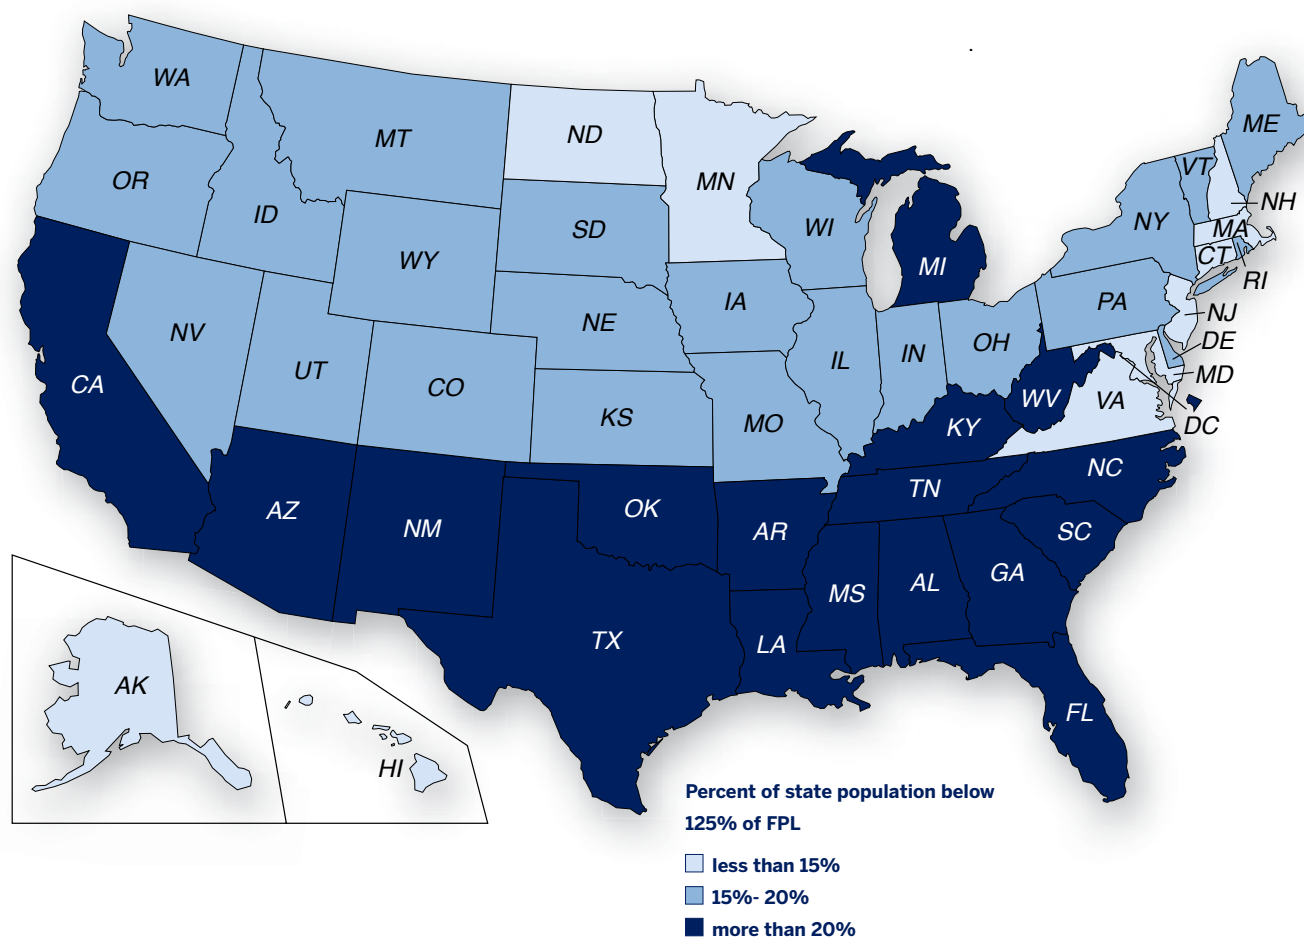 WA
MT
ND
MN
OR
ID
SD
WI
WY
MI
NY
VT
ME
NH
MA
CT
RI
NV
NE
IA
PA
NJ
UT
CO
IL
IN
OH
DE
MD
CA
KS
MO
KY
WV
VA
DC
AZ
NM
OK
AR
TN
NC
SC
MS
AL
GA
TX
LA
FL
AK
HI
Percent of state population below
125% of FPL
less than 15%
15%- 20%
more than 20%